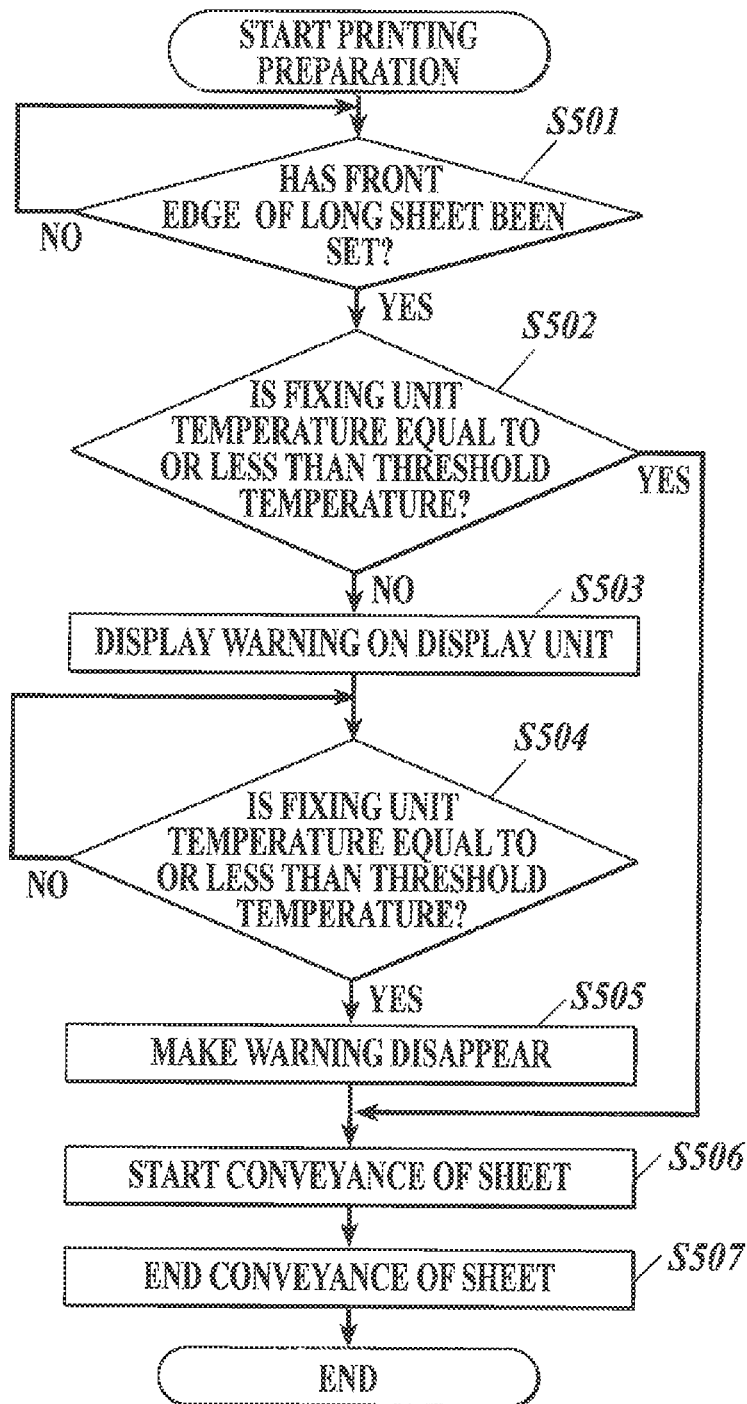 START PRINTING
PREPARATION
S501
HAS FRONT
EDGE OF LONG SHEET BEEN
SET?
NO
YES
S502
IS FIXING UNIT
TEMPERATURE EQUAL TO
OR LESS THAN THRESHOLD
TEMPERATURE?
YES
NO
S503
DISPLAY WARNING ON DISPLAY UNIT
S504
IS FIXING UNIT
TEMPERATURE EQUAL TO
OR LESS THAN THRESHOLD
TEMPERATURE?
NO
YES
S505
MAKE WARNING DISAPPEAR
START CONVEYANCE OF SHEET
S506
END CONVEYANCE OF SHEET
S507
END